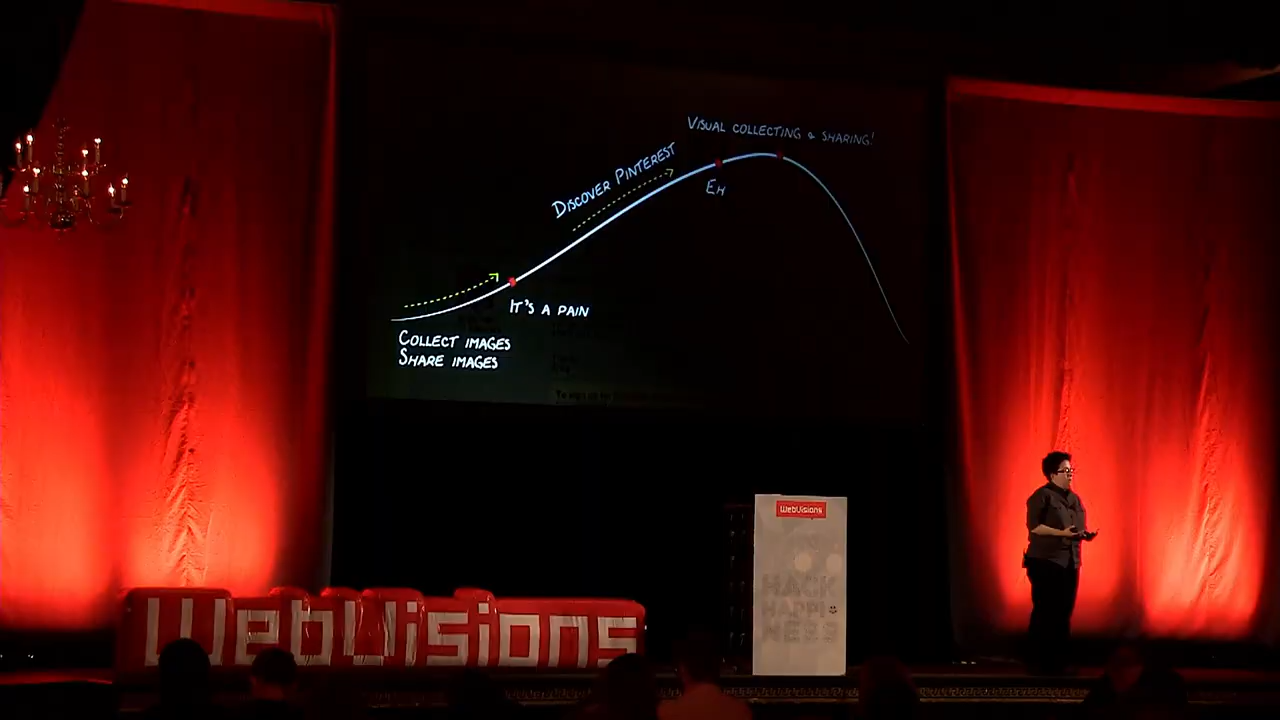 VISUAL COLLECTING & SHARING!
DISCOVER PINTEREST
EH
IT'S A PAIN
COLLECT IMAGES
SHARE IMAGES
WebVisions
HACK
HAPPI
NESS
WebVisions